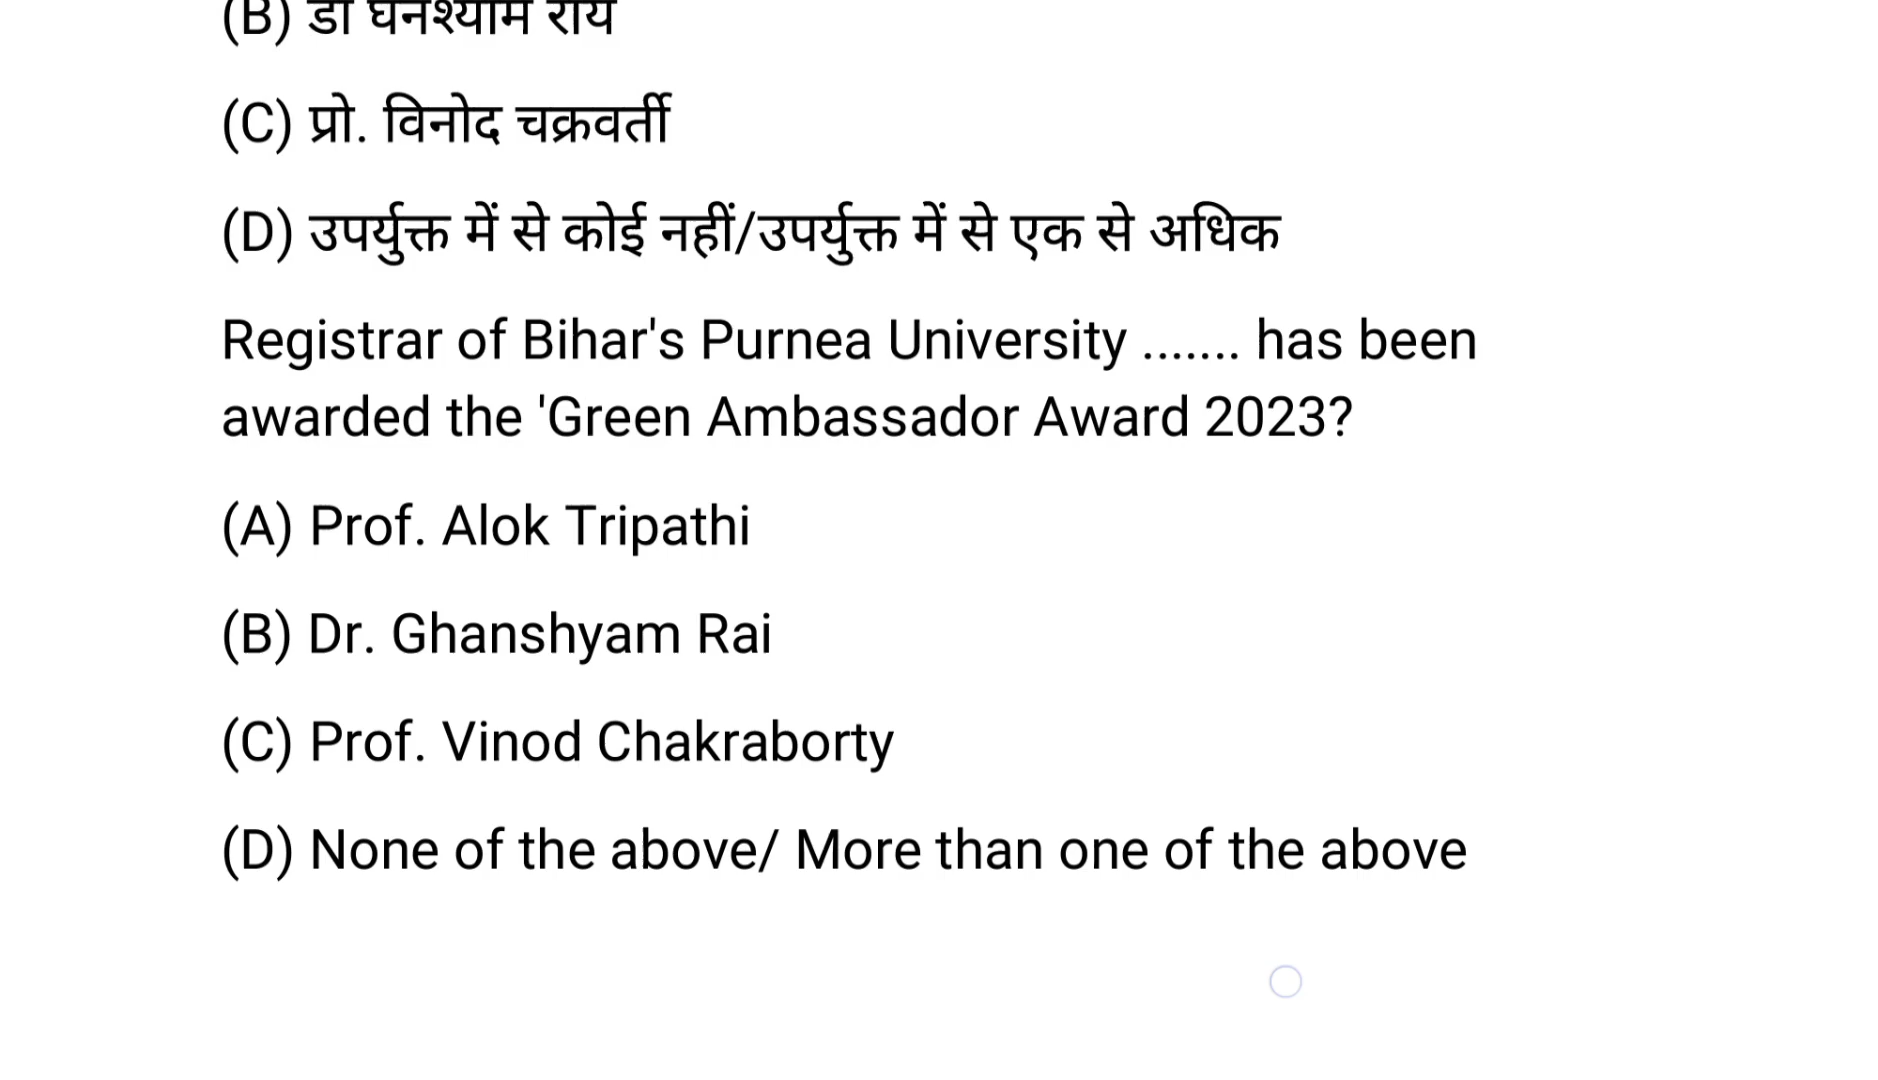 (B) डॉ घनश्याम राय
(C) प्रो. विनोद चक्रवर्ती
(D) उपर्युक्त में से कोई नहीं/उपर्युक्त में से एक से अधिक
Registrar of Bihar's Purnea University ....... has been
awarded the 'Green Ambassador Award 2023?
(A) Prof. Alok Tripathi
(B) Dr. Ghanshyam Rai
(C) Prof. Vinod Chakraborty
(D) None of the above/ More than one of the above